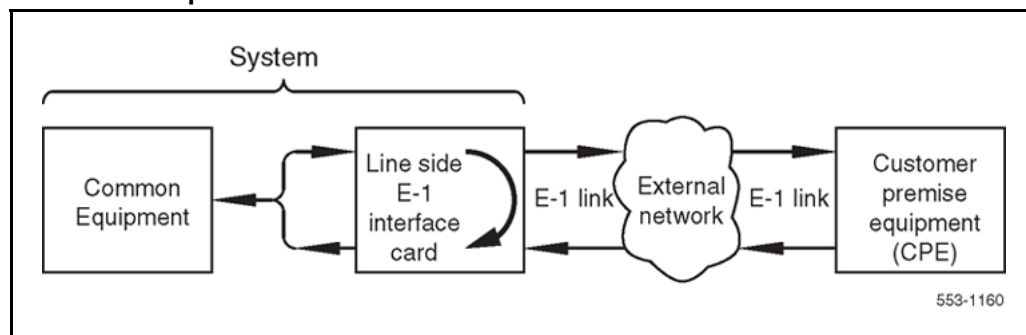 System
Common
Equipment
Line side
E-1
interface
card
E-1 link
External
network
E-1 link
Customer
premise
equipment
(CPE)
553-1160